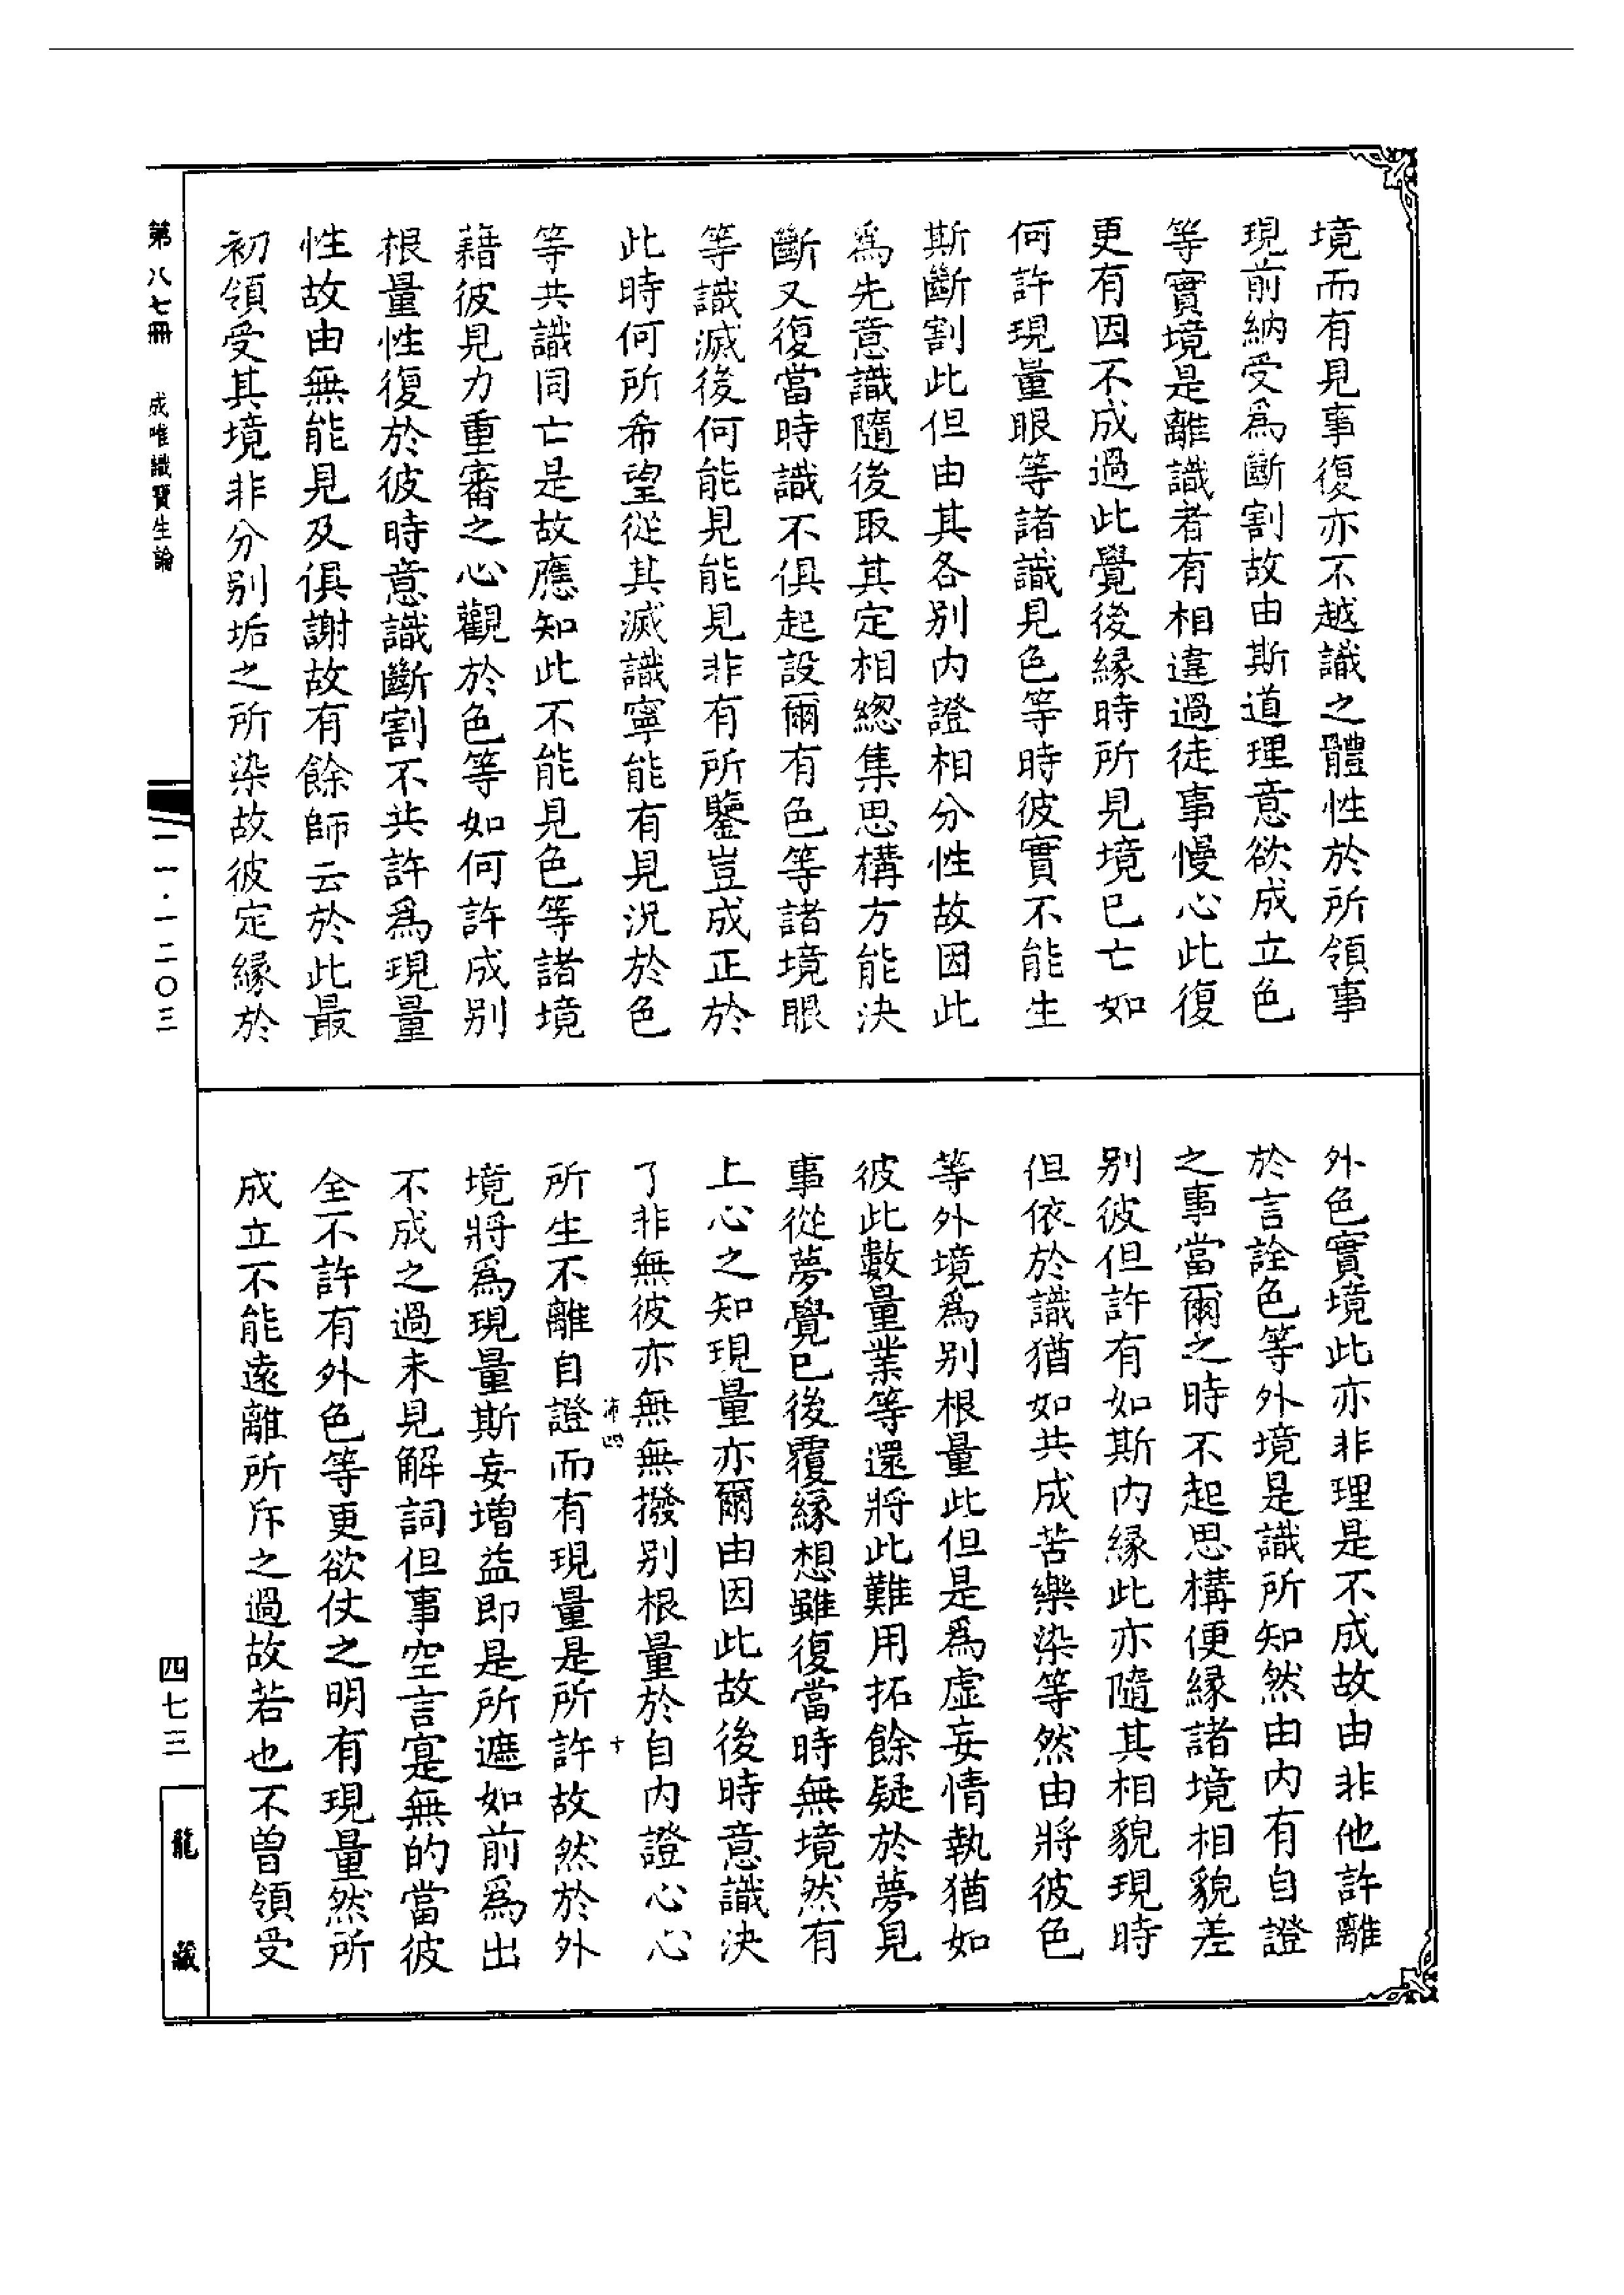 境而有見事復亦不越識之體性於所領事
現前納受爲斷割故由斯道理意欲成立色
等實境是離識者有相違過徒事慢心此復
更有因不成過此覺後緣時所見境已亡如
何許現量眼等諸識見色等時彼實不能生
斯斷割此但由其各別內證相分性故因此
爲先意識隨後取其定相總集思構方能決
斷又復當時識不俱起設爾有色等諸境眼
等識滅後何能見能見非有所鑒豈成正於
此時何所希望從其滅識寧能有見況於色
等共識同亡是故應知此不能見色等諸境
藉彼見力重審之心觀於色等如何許成別
根量性復於彼時意識斷割不共許爲現量
性故由無能見及俱謝故有餘師云於此最
初領受其境非分別垢之所染故彼定緣於
外色實境此亦非理是不成故由非他許離
於言詮色等外境是識所知然由內有自證
之事當爾之時不起思構便緣諸境相貌差
別彼但許有如斯內緣此亦隨其相貌現時
但依於識猶如共成苦樂染等然由將彼色
等外境爲別根量此但是爲虛妄情執猶如
彼此數量業等還將此難用拓餘疑於夢見
事從夢覺已後覆緣想雖復當時無境然有
上心之知現量亦爾由因此故後時意識決
了非無彼亦無無撥別根量於自內證心心
沛四
十
所生不離自證而有現量是所許故然於外
境將爲現量斯妄增益即是所遮如前爲出
不成之過未見解詞但事空言寔無的當彼
全不許有外色等更欲仗之明有現量然所
成立不能遠離所斥之過故若也不曾領受
第八七冊 成唯識寶生論
一一一·一二〇三
四七三
龍藏